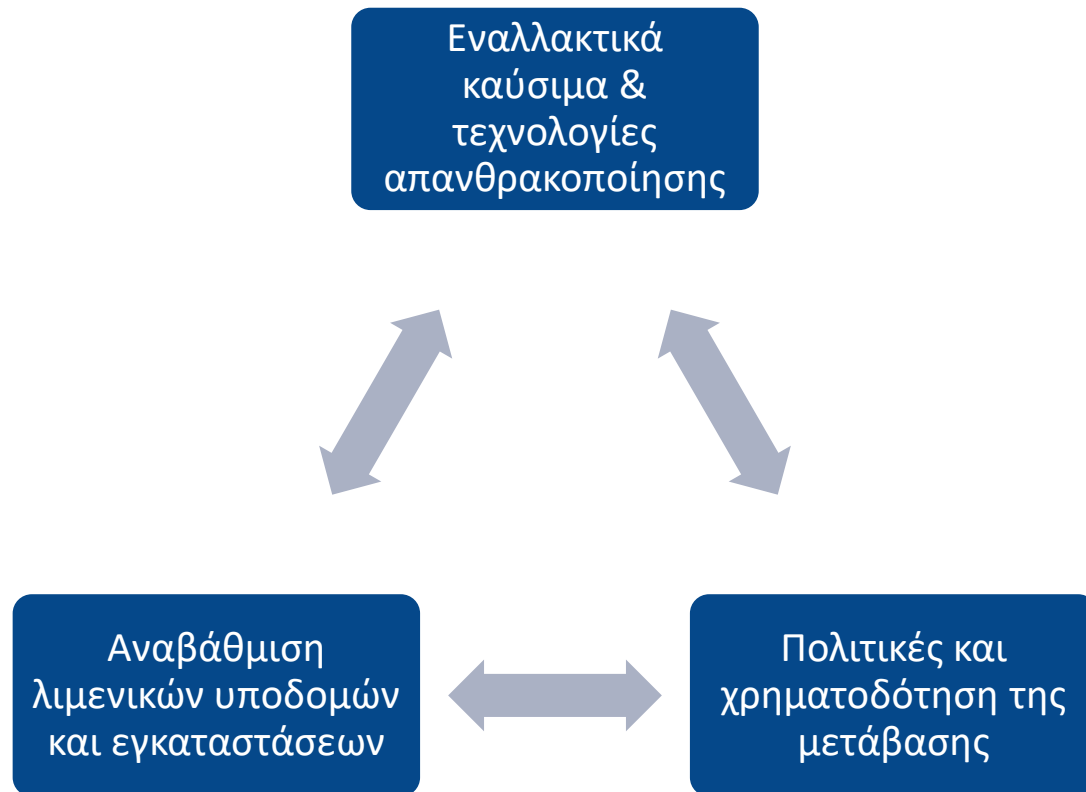 Εναλλακτικά
καύσιμα &
τεχνολογίες
απανθρακοποίησης
Αναβάθμιση
λιμενικών υποδομών
και εγκαταστάσεων
Πολιτικές και
χρηματοδότηση της
μετάβασης